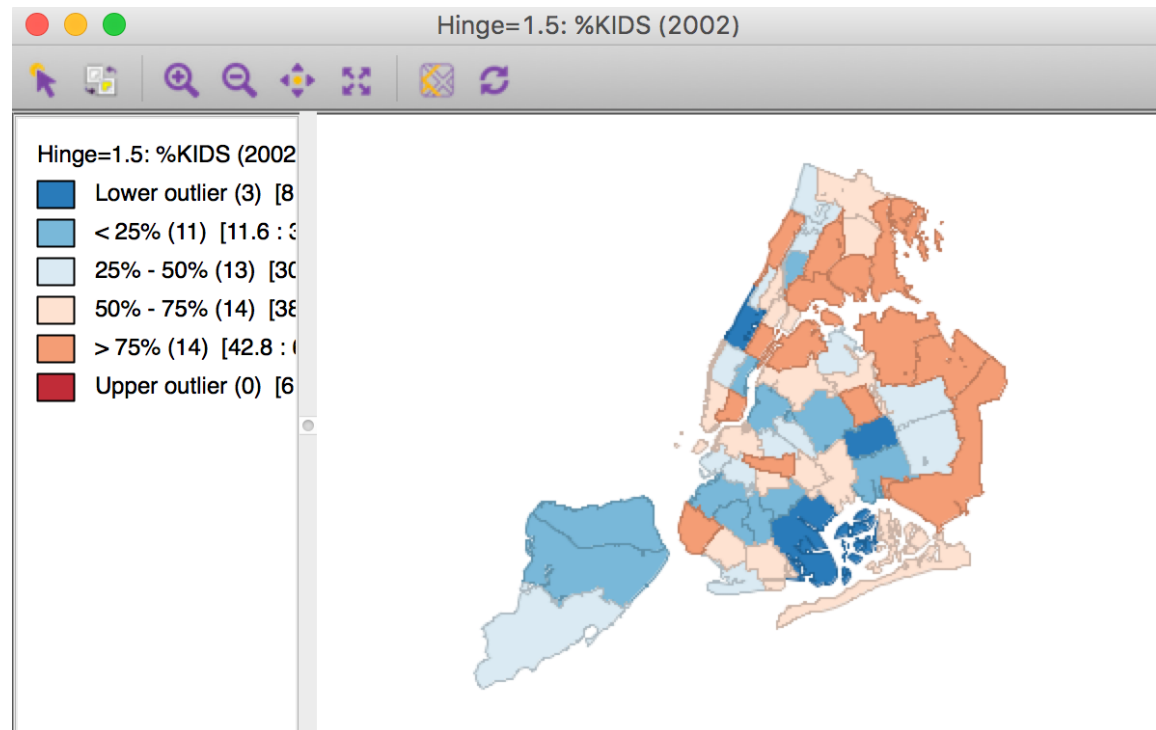 Hinge=1.5: %KIDS (2002)
Hinge=1.5: %KIDS (2002
Lower outlier (3) [8
< 25% (11) [11.6 : 3
25% - 50% (13) [30
50% - 75% (14) [38
> 75% (14) [42.8 : (
Upper outlier (0) [6